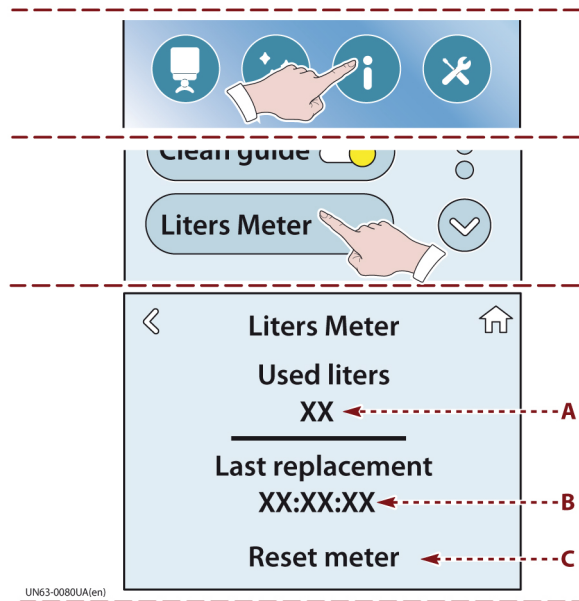 Clean guide
Liters Meter
Liters Meter
Used liters
XX
A
Last replacement
XX:XX:XX
B
Reset meter
C
UN63-0080UA(en)